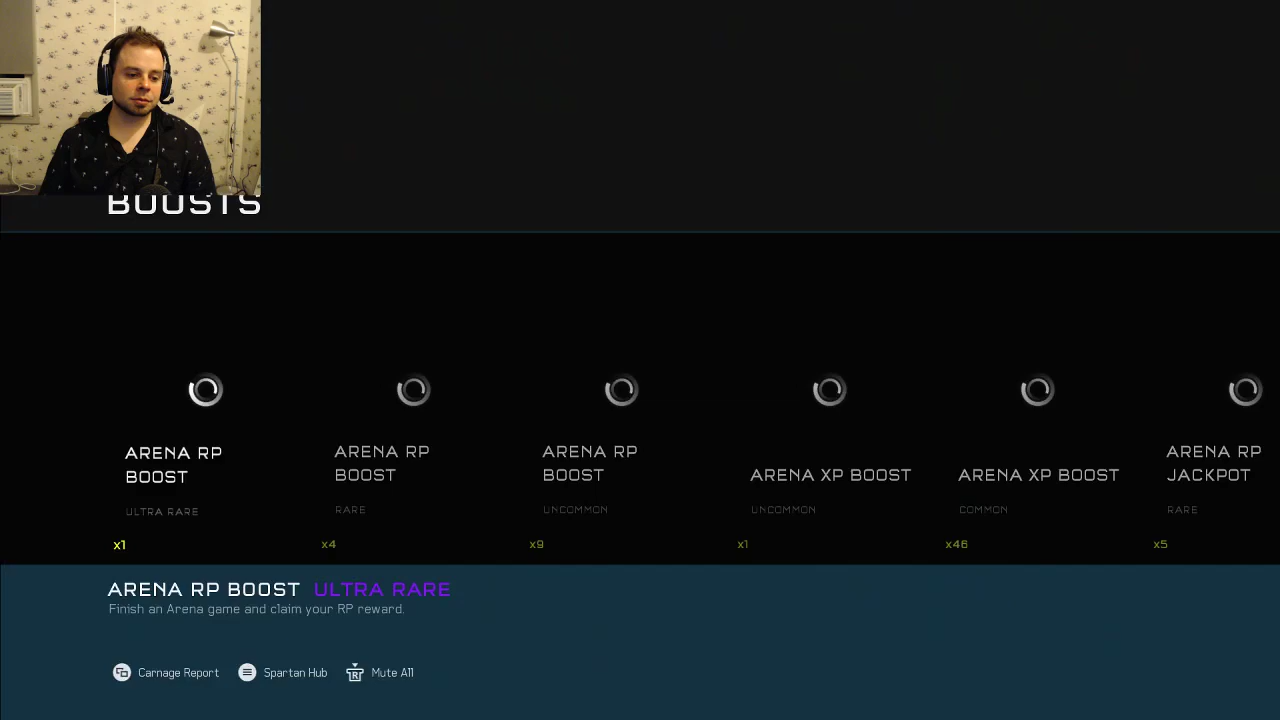 BOOSTS
ARENA RP
BOOST
ULTRA RARE
x1
ARENA RP
BOOST
RARE
x4
ARENA RP
BOOST
UNCOMMON
x9
ARENA XP BOOST
UNCOMMON
x1
ARENA XP BOOST
COMMON
x46
ARENA RP
JACKPOT
RARE
x5
ARENA RP BOOST ULTRA RARE
Finish an Arena game and claim your RP reward.
Carnage Report Spartan Hub R Mute All